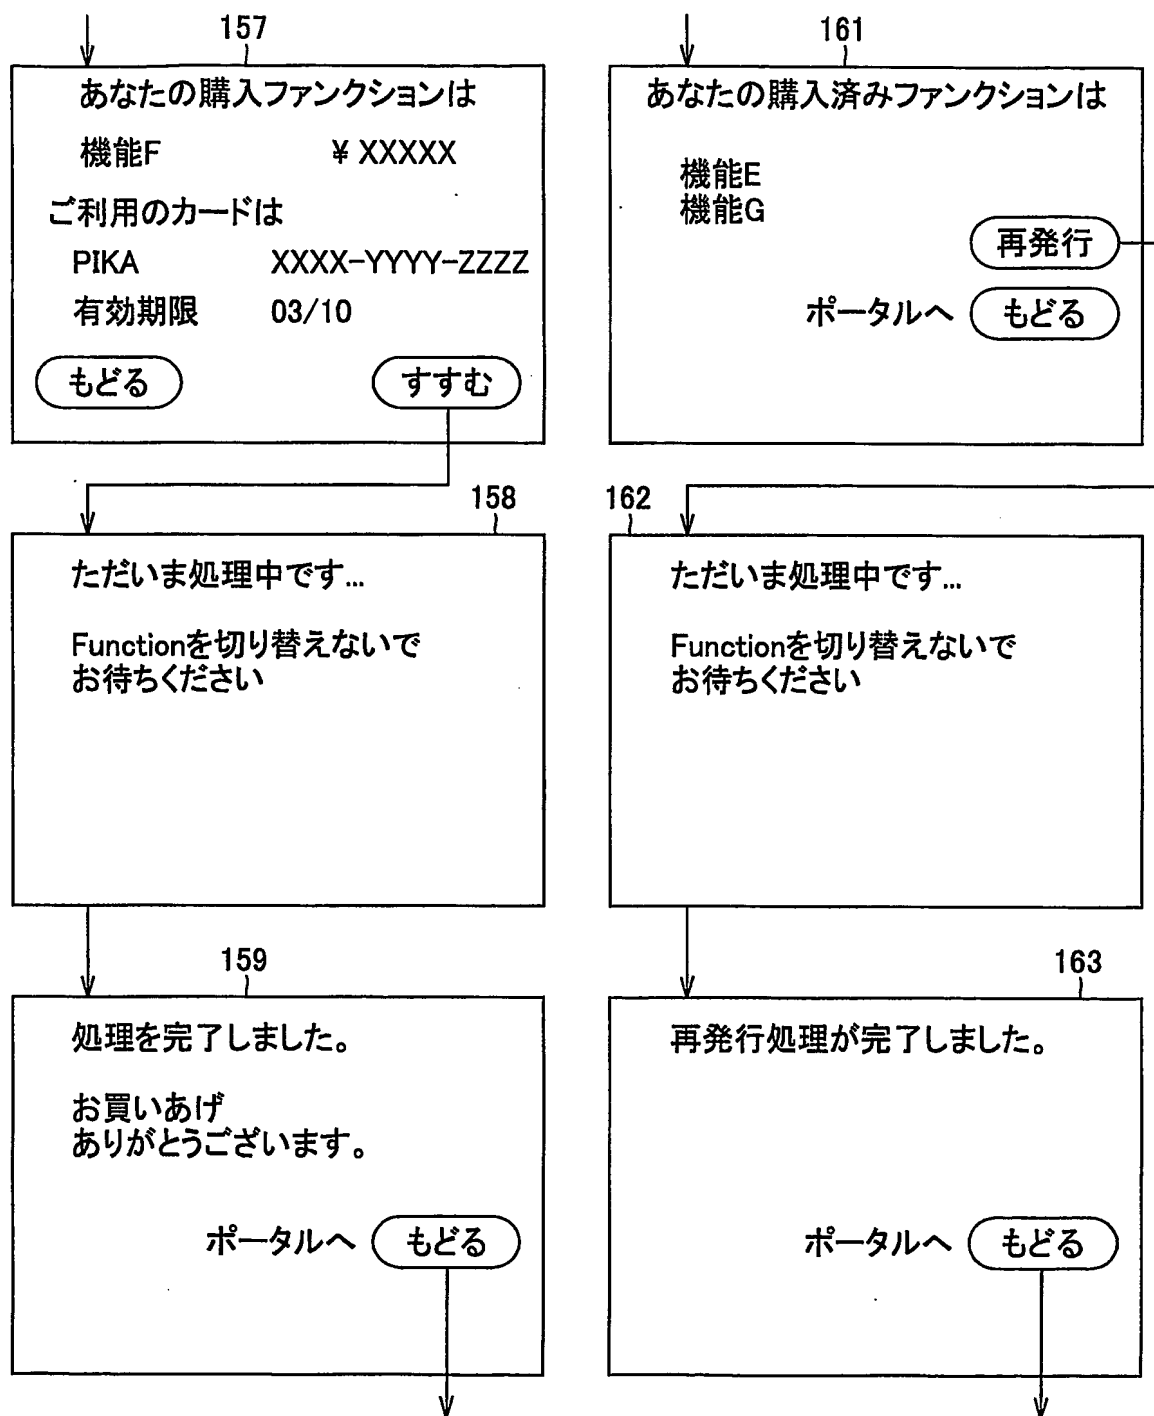 157
あなたの購入ファンクションは
機能F ¥ XXXXX
ご利用のカードは
PIKA XXXX-YYYY-ZZZZ
有効期限 03/10
もどる すすむ
158
ただいま処理中です...
Functionを切り替えないで
お待ちください
159
処理を完了しました。
お買いあげ
ありがとうございます。
ポータルへ もどる
161
あなたの購入済みファンクションは
機能E
機能G
再発行
ポータルへ もどる
162
ただいま処理中です...
Functionを切り替えないで
お待ちください
163
再発行処理が完了しました。
ポータルへ もどる